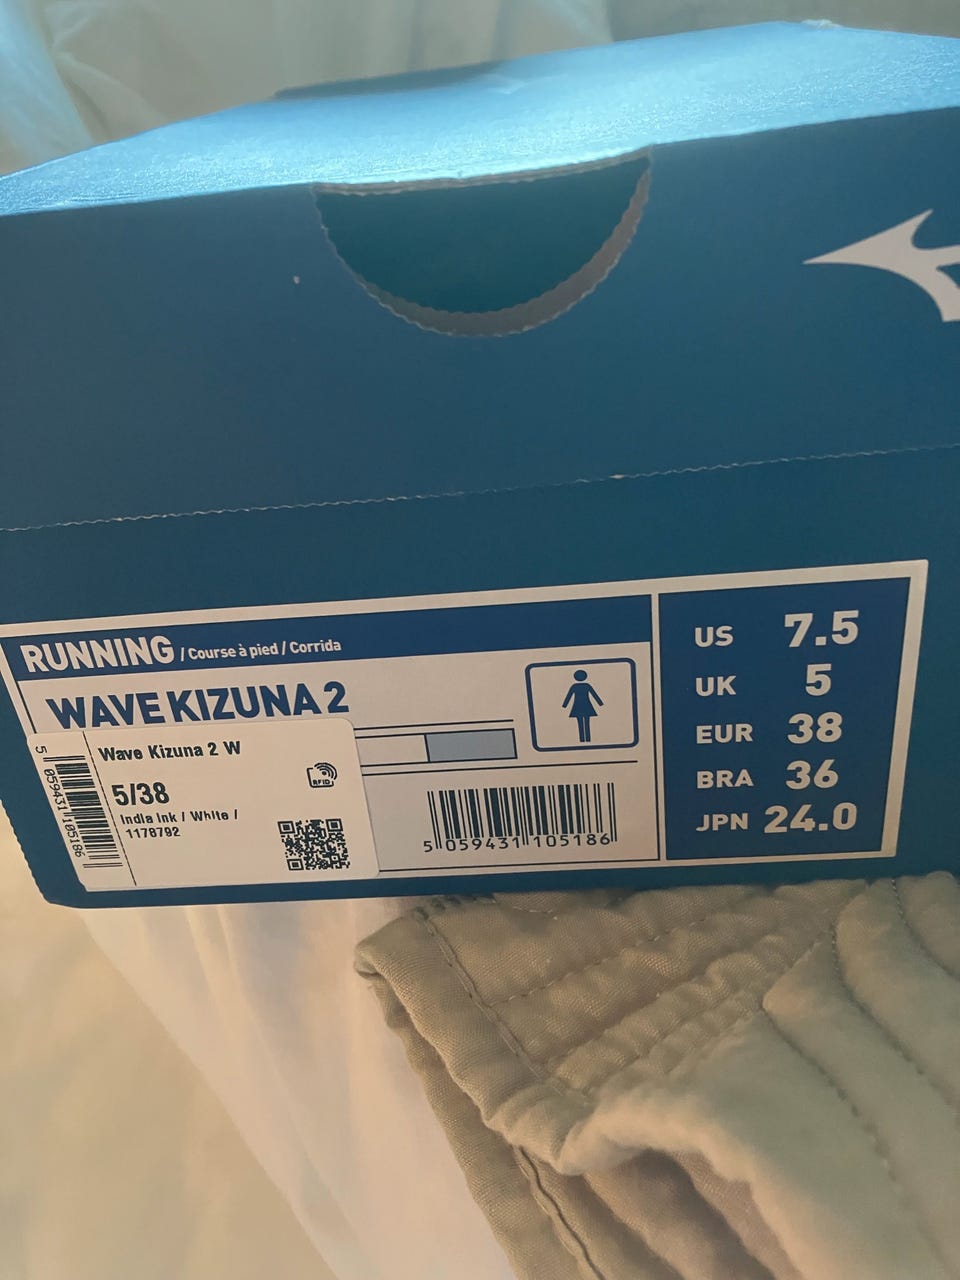 RUNNING / Course à pied / Corrida
WAVE KIZUNA 2
Wave Kizuna 2 W
5/38
India Ink / White /
1178792
RFID
5 059431 105186
5 059431 105186
US 7.5
UK 5
EUR 38
BRA 36
JPN 24.0